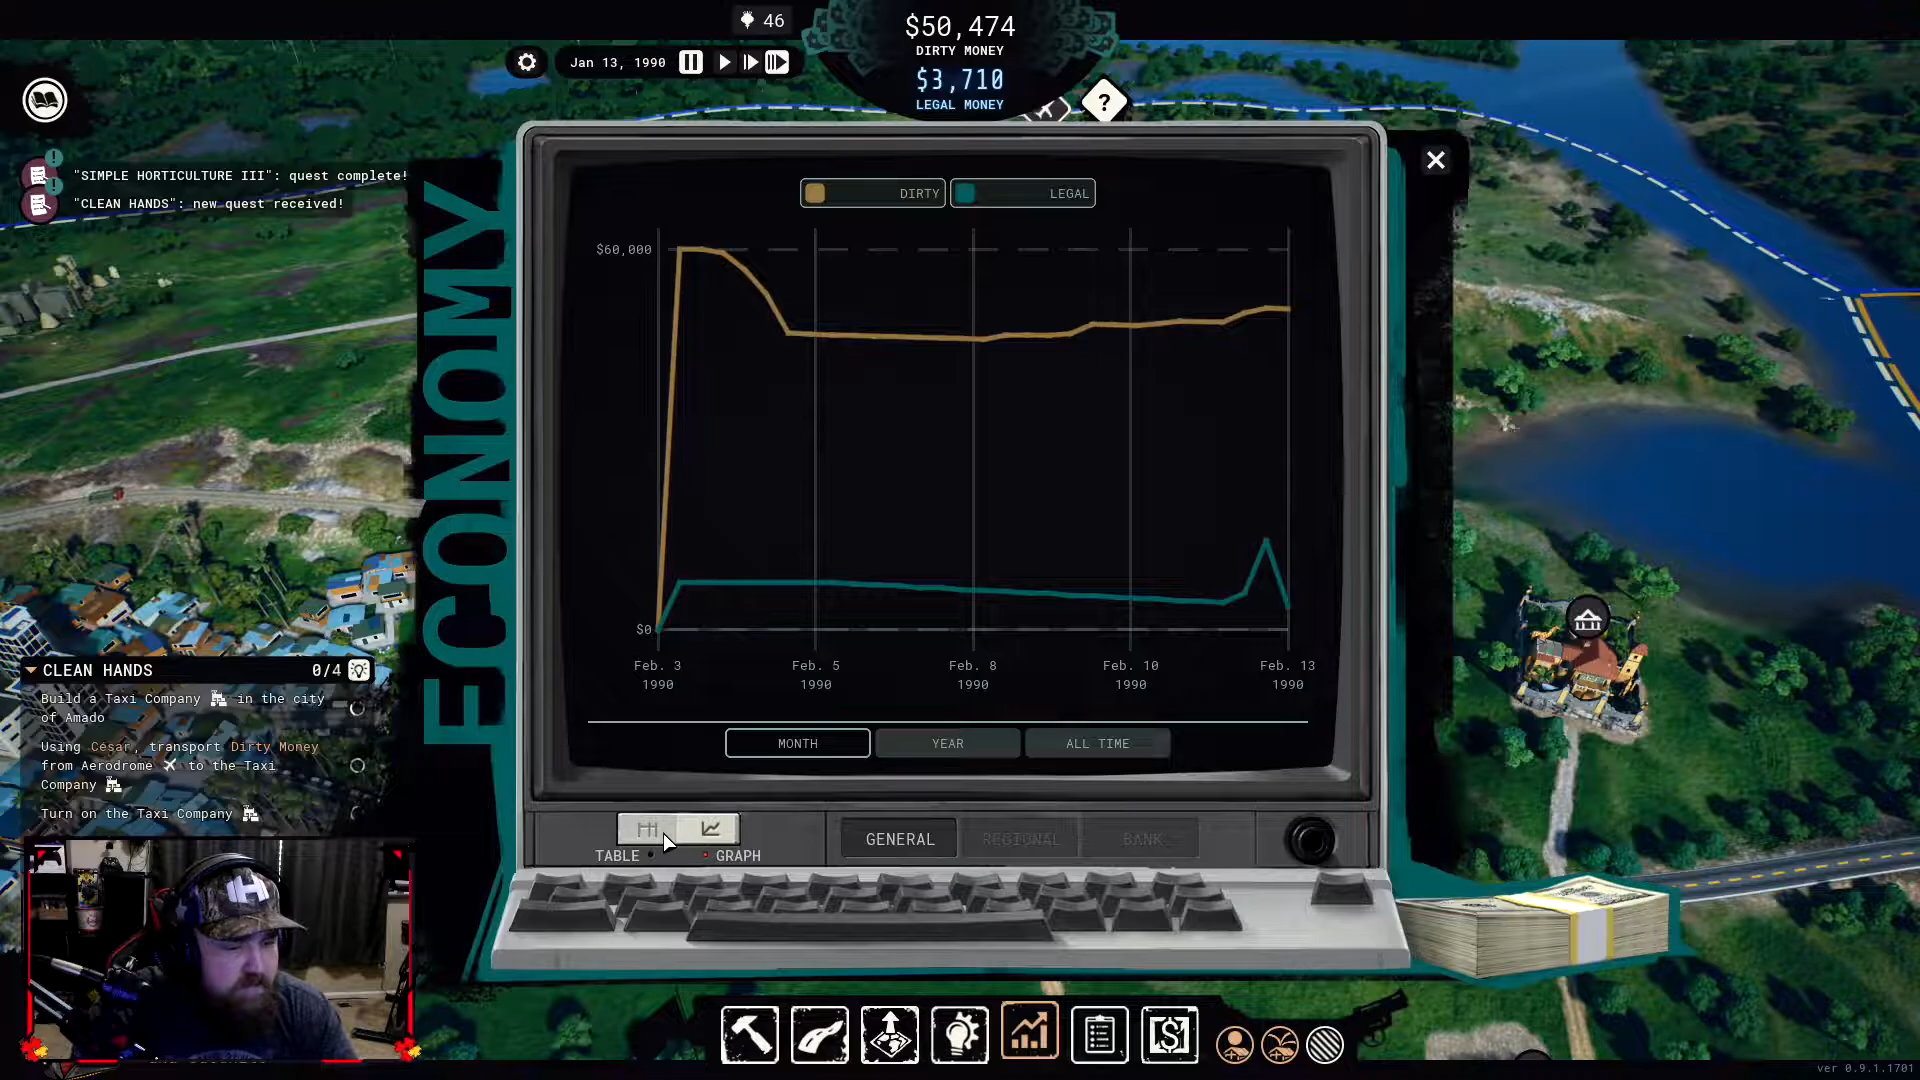 46
$50,474
DIRTY MONEY
Jan 13, 1990
$3,710
LEGAL MONEY
?
"SIMPLE HORTICULTURE III": quest complete!
"CLEAN HANDS": new quest received!
ECONOMY
DIRTY
LEGAL
$60,000
$0
Feb. 3
1990
Feb. 5
1990
Feb. 8
1990
Feb. 10
1990
Feb. 13
1990
MONTH
YEAR
ALL TIME
CLEAN HANDS 0/4
Build a Taxi Company in the city
of Amado
Using César, transport Dirty Money
from Aerodrome to the Taxi
Company
Turn on the Taxi Company
TABLE
GRAPH
GENERAL
REGIONAL
BANK
H
ver 0.9.1.1701